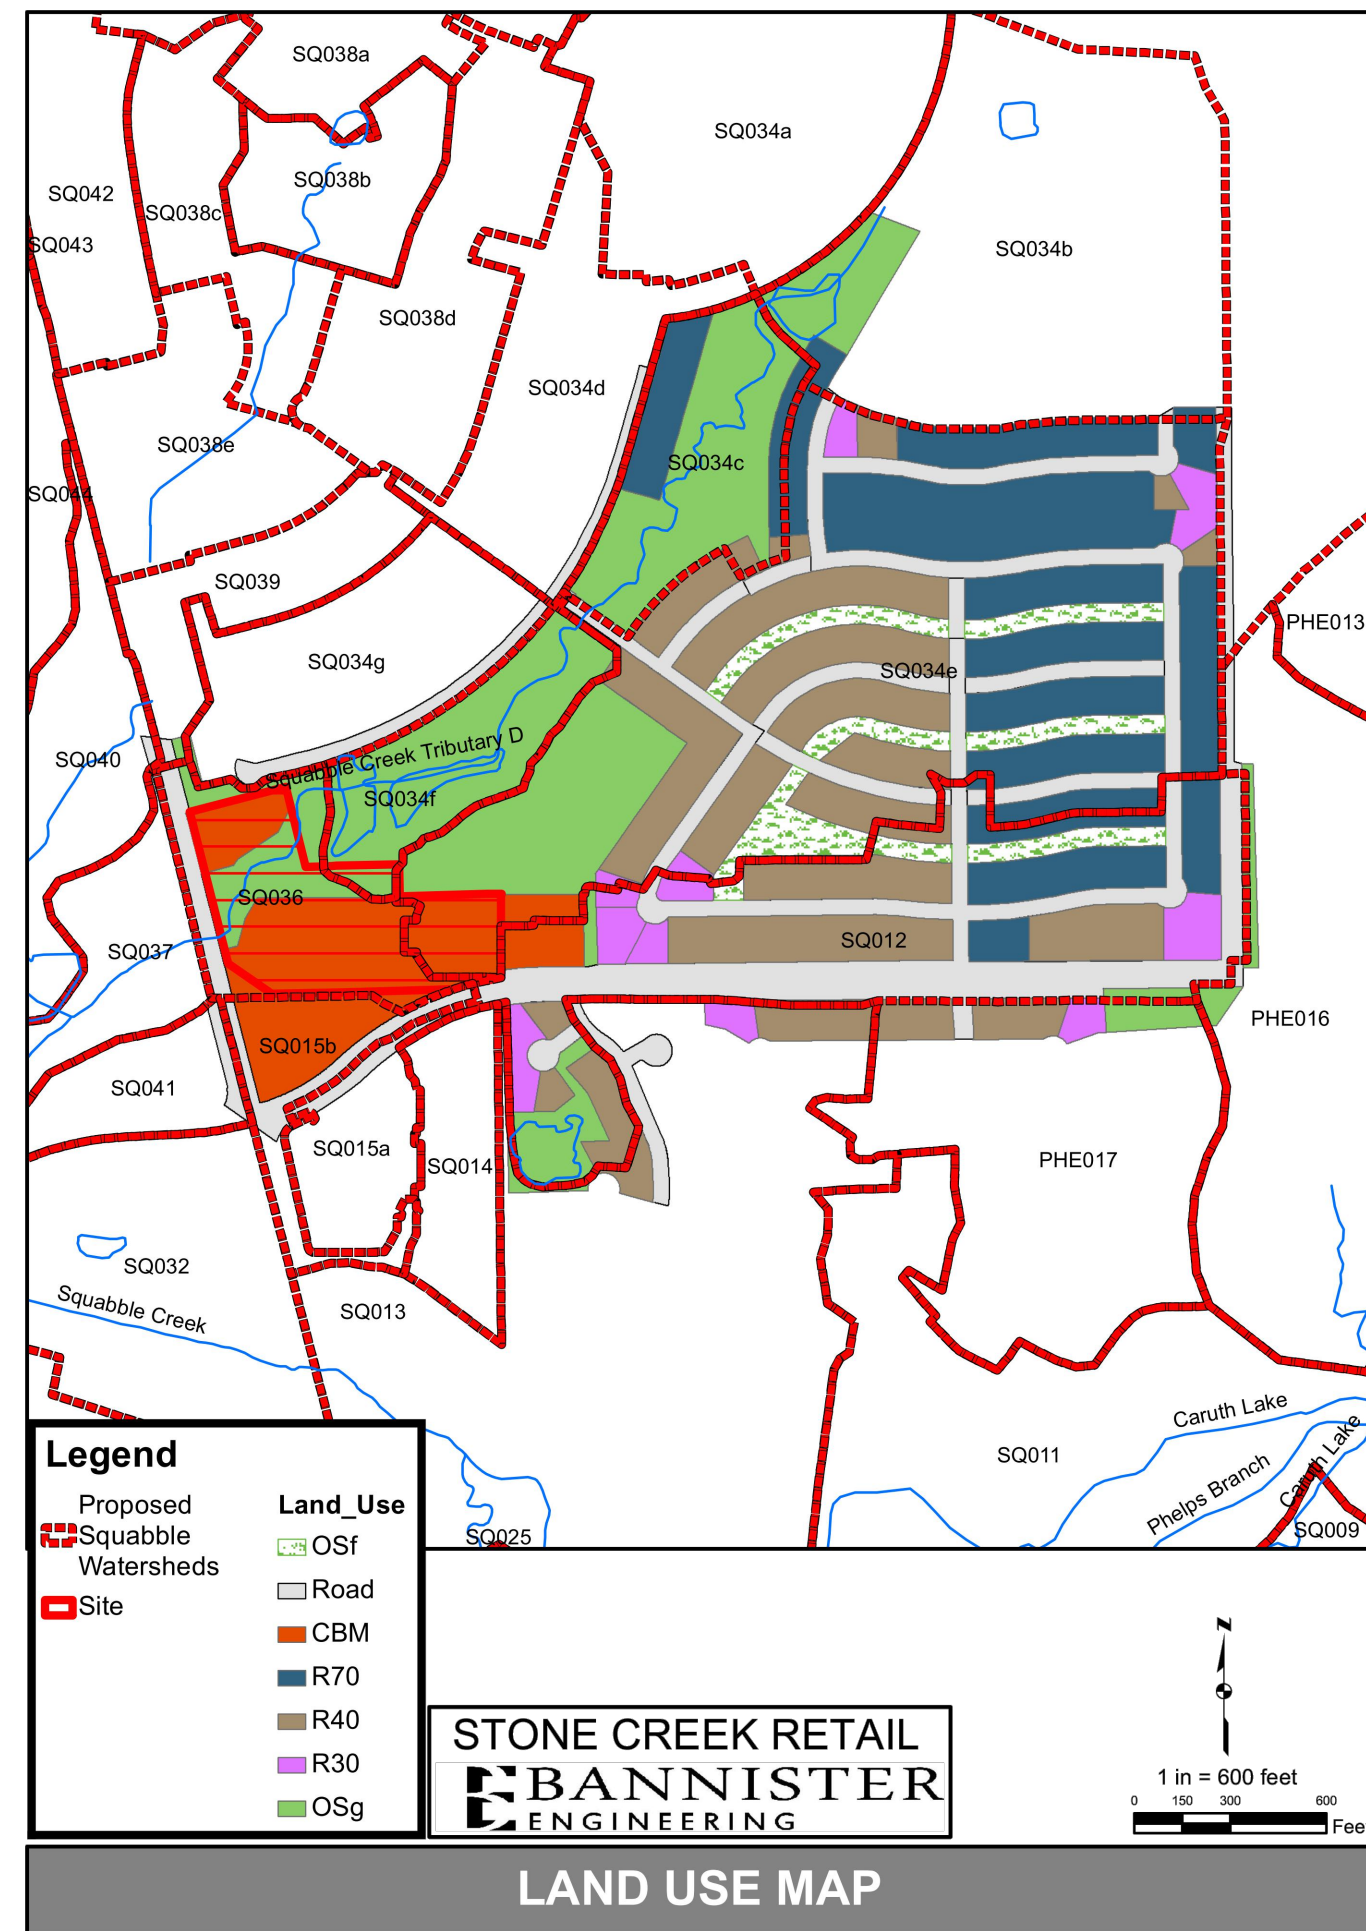 SQ038a
SQ034a
SQ038b
SQ042
SQ038c
SQ043
SQ034b
SQ038d
SQ034d
SQ038e
SQ034c
SQ044
SQ039
PHE013
SQ034g
SQ034e
Squabble Creek Tributary D
SQ040
SQ034f
SQ036
SQ037
SQ012
PHE016
SQ015b
SQ041
SQ015a
SQ014
PHE017
SQ032
Squabble Creek
SQ013
Caruth Lake
SQ011
Caruth Lake
Phelps Branch
SQ025
SQ009
Legend
Proposed
Squabble
Watersheds
Site
Land_Use
OSf
Road
CBM
R70
R40
R30
OSg
STONE CREEK RETAIL
BANNISTER
ENGINEERING
N
1 in = 600 feet
0 150 300 600
Feet
LAND USE MAP